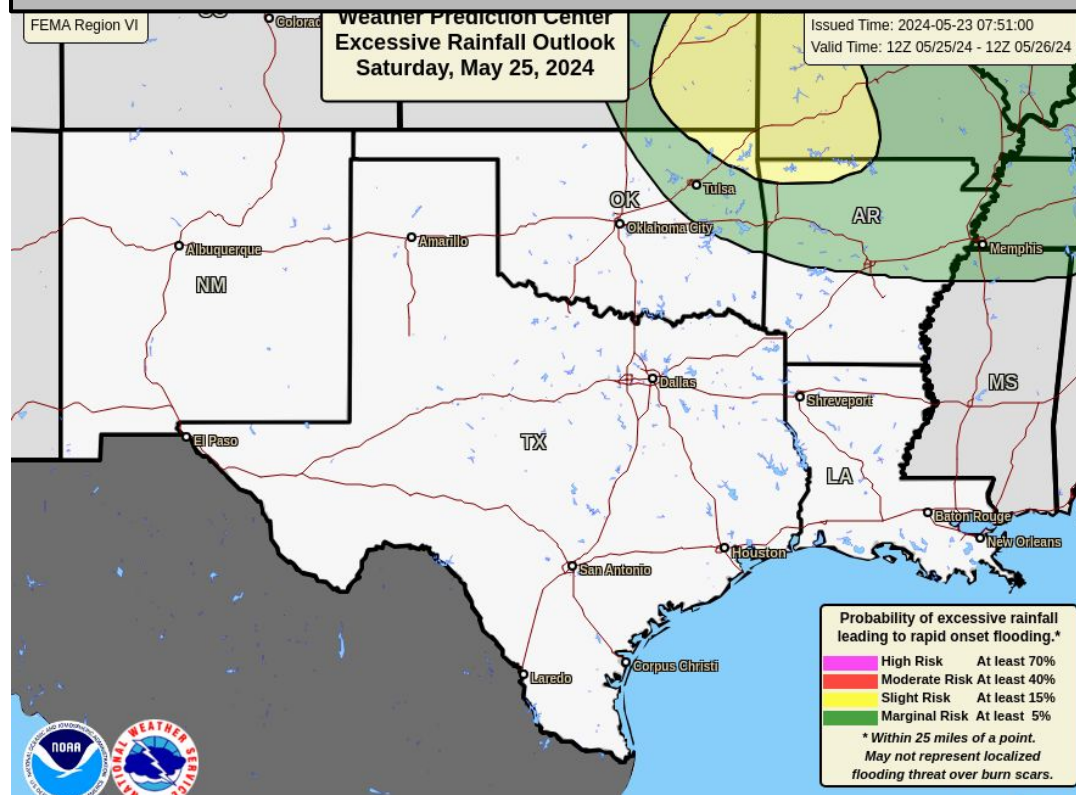 FEMA Region VI
CO
Colorad
Weather Prediction Center
Excessive Rainfall Outlook
Saturday, May 25, 2024
Issued Time: 2024-05-23 07:51:00
Valid Time: 12Z 05/25/24 - 12Z 05/26/24
Tulsa
OK
Oklahoma City
AR
Amarillo
Albuquerque
Memphis
NM
Dallas
MS
Shreveport
El Paso
TX
LA
Baton Rouge
New Orleans
Houston
San Antonio
Corpus Christi
Laredo
Probability of excessive rainfall
leading to rapid onset flooding.*
High Risk At least 70%
Moderate Risk At least 40%
Slight Risk At least 15%
Marginal Risk At least 5%
* Within 25 miles of a point.
May not represent localized
flooding threat over burn scars.
NOAA
NATIONAL WEATHER SERVICE